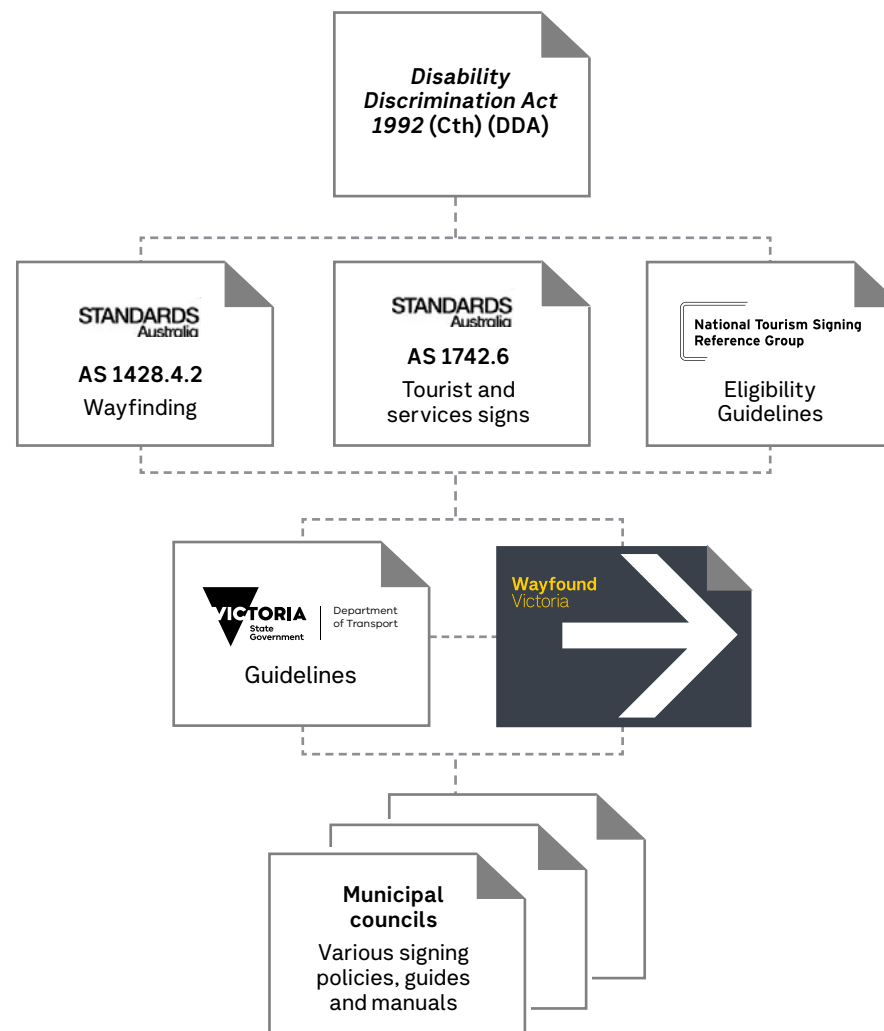 Disability
Discrimination Act
1992 (Cth) (DDA)
STANDARDS
Australia
AS 1428.4.2
Wayfinding
STANDARDS
Australia
AS 1742.6
Tourist and
services signs
National Tourism Signing
Reference Group
Eligibility
Guidelines
VICTORIA
State
Government
Department
of Transport
Guidelines
Wayfound
Victoria
Municipal
councils
Various signing
policies, guides
and manuals